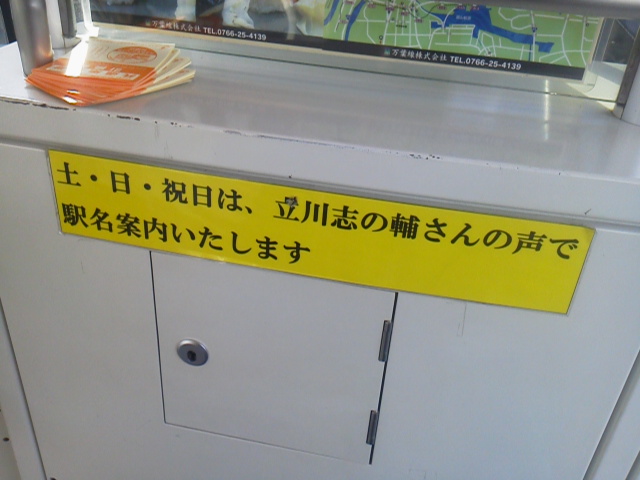 万葉線株式会社 TEL.0766-25-4139
万葉線株式会社 TEL.0766-25-4139
土・日・祝日は、立川志の輔さんの声で
駅名案内いたします